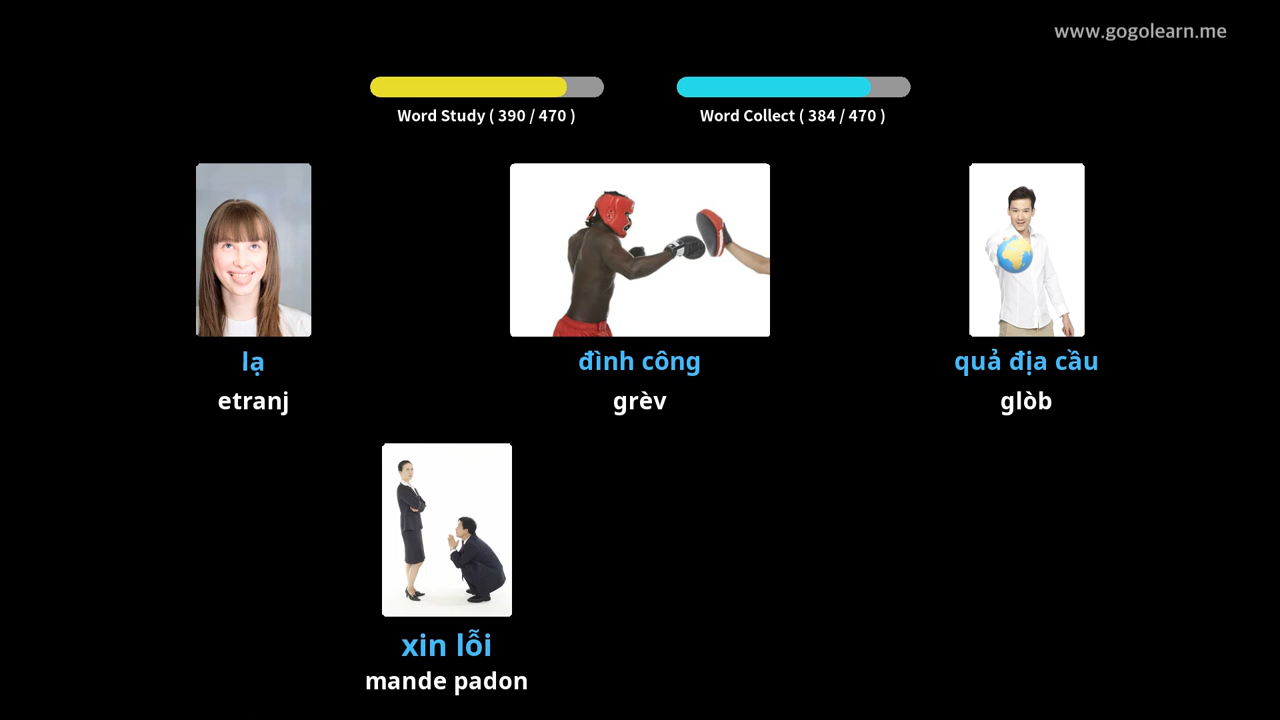 www.gogolearn.me
Word Study ( 390 / 470 )
Word Collect ( 384 / 470 )
lạ
etranj
đình công
grèv
quả địa cầu
glòb
xin lỗi
mande padon